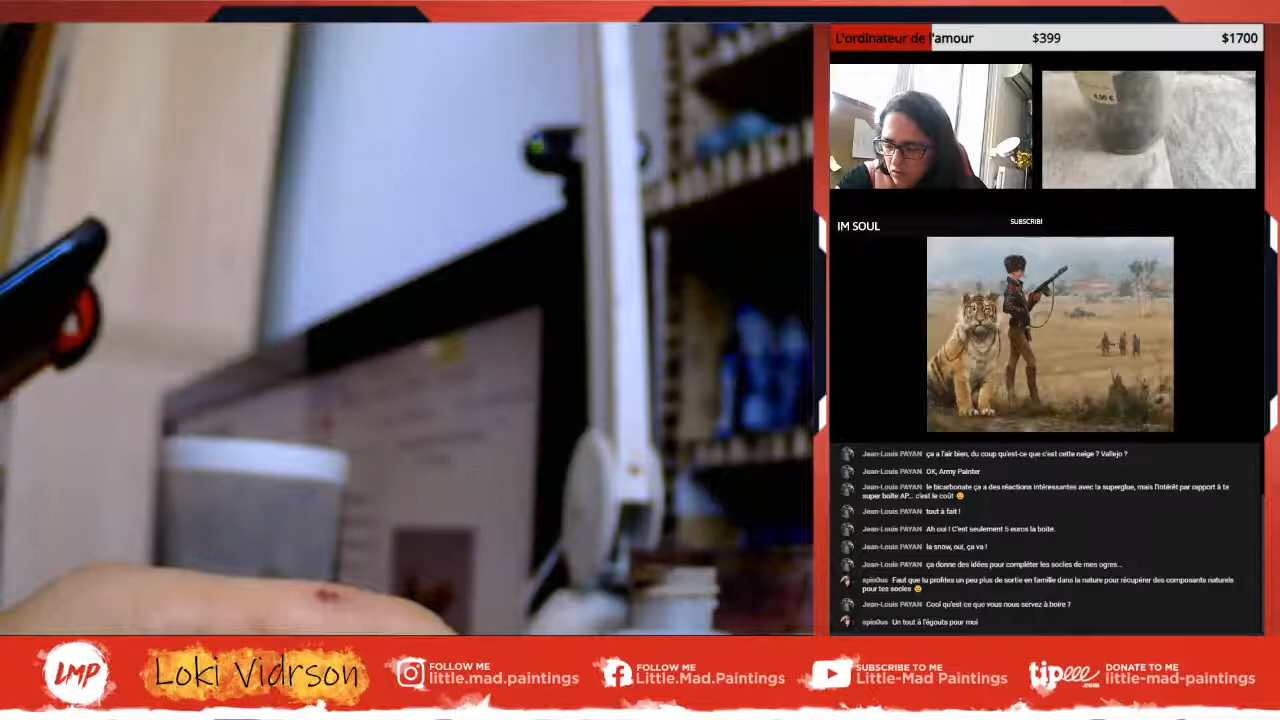 L'ordinateur de l'amour $399 $1700
IM SOUL
SUBSCRIBE
Jean-Louis PAYAN ça a l'air bien, du coup qu'est-ce que c'est cette neige ? Vallejo ?
Jean-Louis PAYAN OK, Army Painter
Jean-Louis PAYAN le bicarbonate ça a des réactions intéressantes avec la superglue, mais l'intérêt par rapport à ta
super boite AP... c'est le coût
Jean-Louis PAYAN tout à fait !
Jean-Louis PAYAN Ah oui ! C'est seulement 5 euros la boite.
Jean-Louis PAYAN la snow, oui, ça va !
Jean-Louis PAYAN ça donne des idées pour compléter les socles de mes ogres...
spin0us Faut que tu profites un peu plus de sortie en famille dans la nature pour récupérer des composants naturels
pour tes socles
Jean-Louis PAYAN Cool qu'est ce que vous nous servez à boire ?
spin0us Un tout à l'égouts pour moi
LMP
Loki Vidrson
FOLLOW ME
little.mad.paintings
FOLLOW ME
Little.Mad.Paintings
SUBSCRIBE TO ME
Little-Mad Paintings
tipeee.com
DONATE TO ME
little-mad-paintings